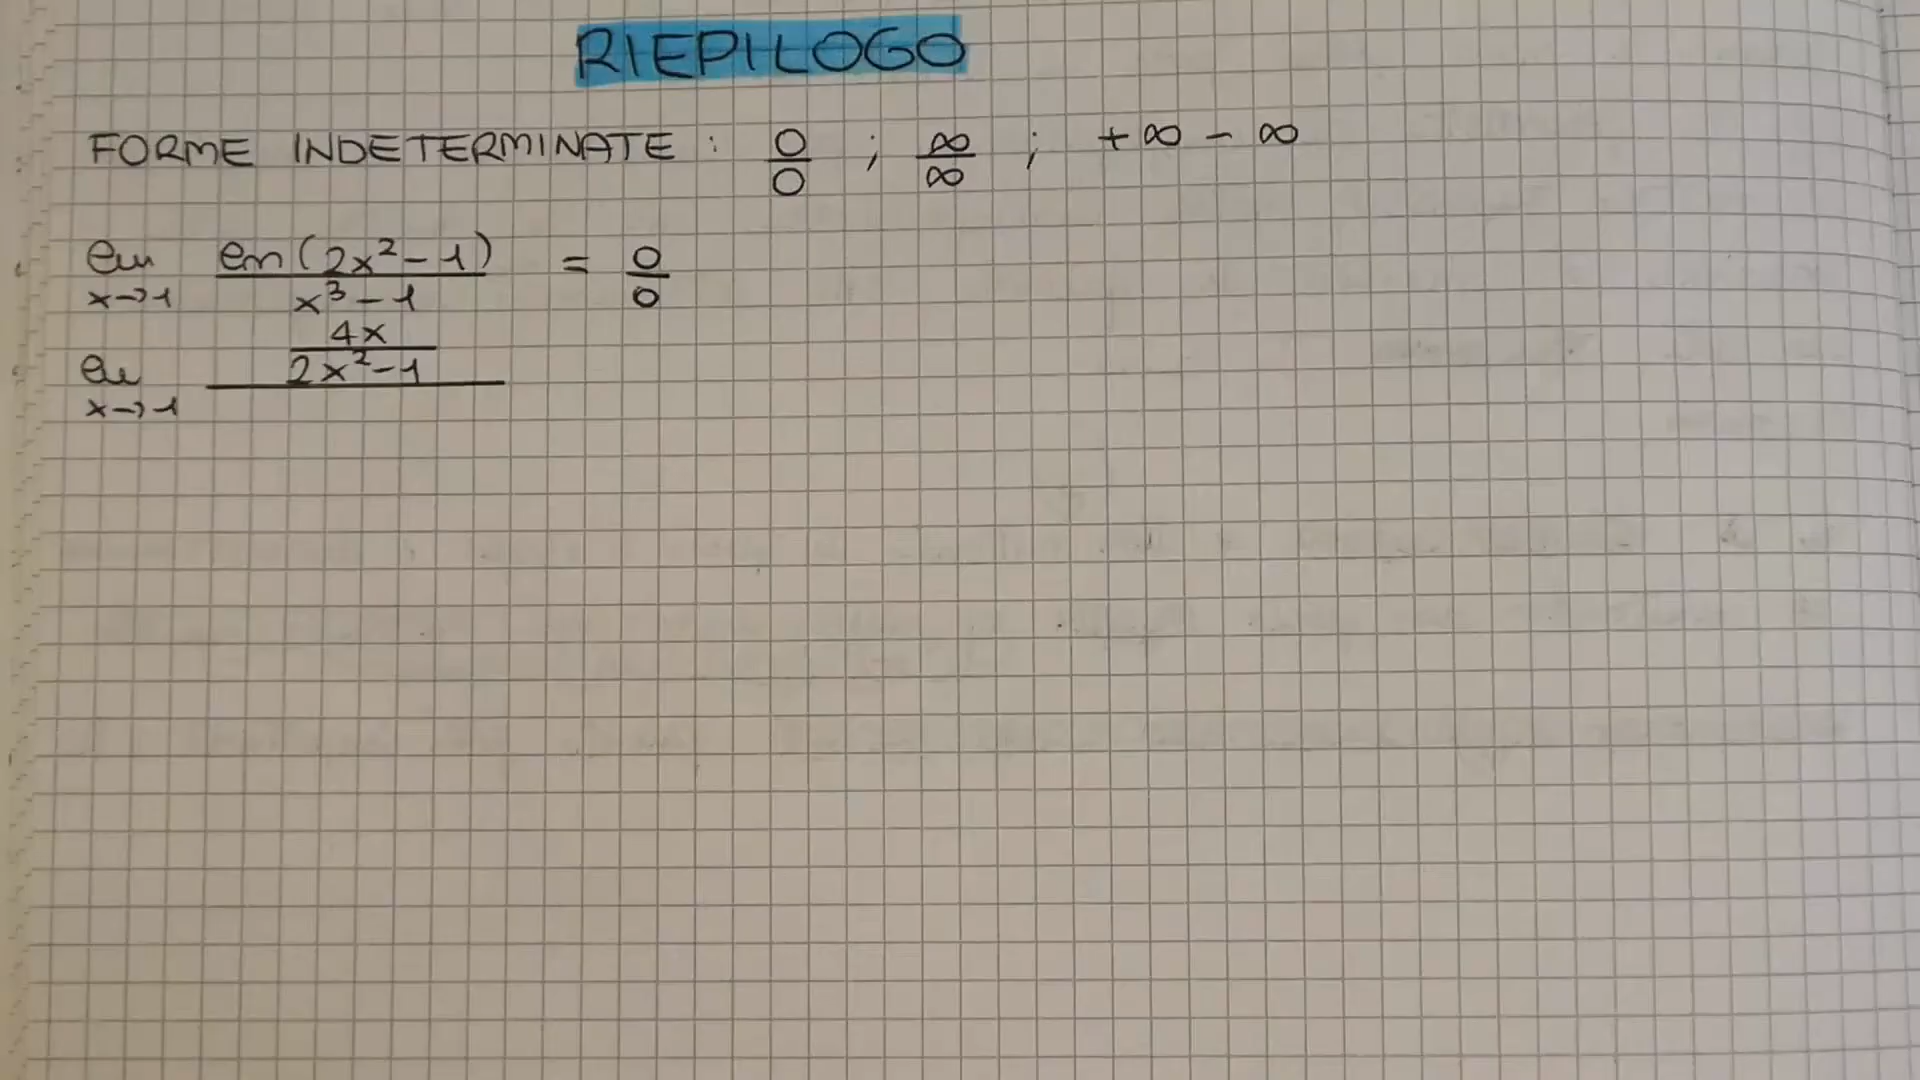 RIEPILOGO
FORME INDETERMINATE : 0/0 ; ∞/∞ ; +∞ - ∞
lim x→1 ln(2x²-1) / x³-1 = 0/0
lim x→1 4x / 2x²-1